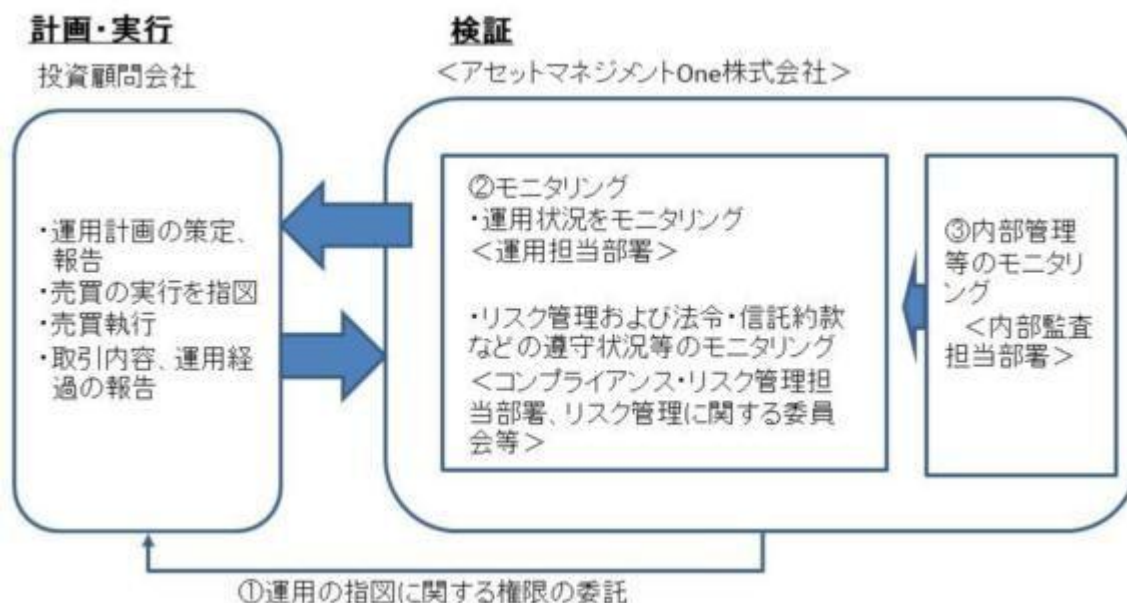 計画・実行
投資顧問会社
・運用計画の策定、
報告
・売買の実行を指図
・売買執行
・取引内容、運用経
過の報告
検証
＜アセットマネジメントOne株式会社＞
②モニタリング
・運用状況をモニタリング
＜運用担当部署＞
・リスク管理および法令・信託約款
などの遵守状況等のモニタリング
＜コンプライアンス・リスク管理担
当部署、リスク管理に関する委員
会等＞
③内部管理
等のモニタリ
ング
＜内部監査
担当部署＞
①運用の指図に関する権限の委託